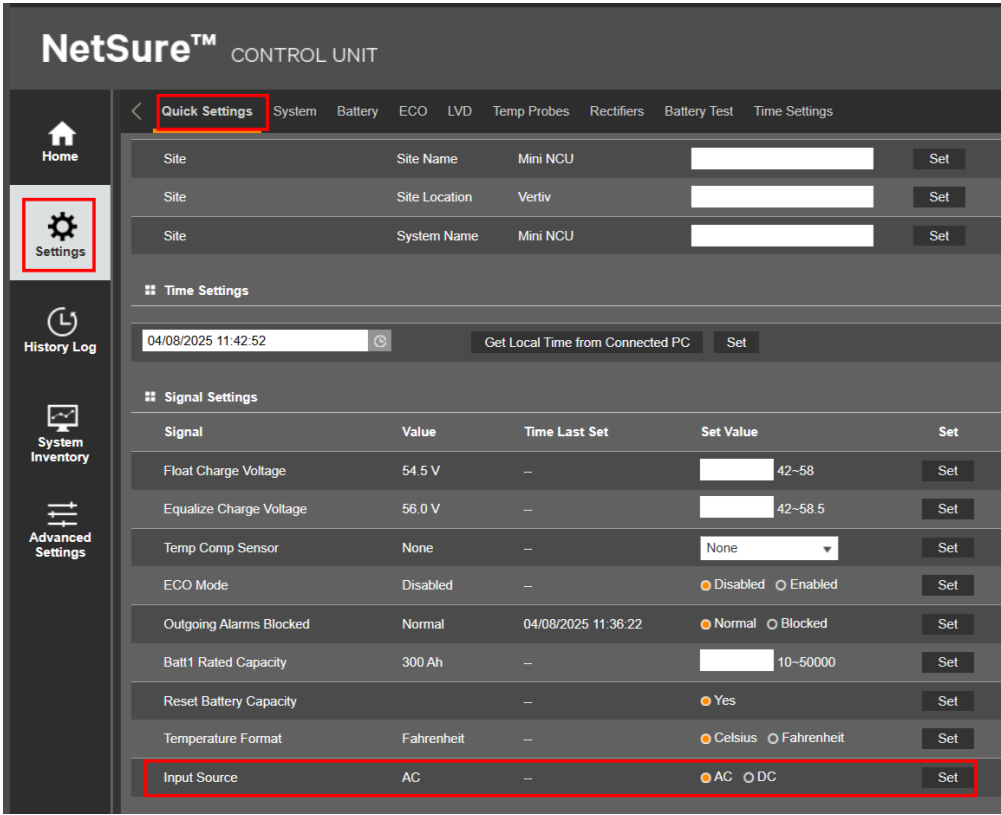 NetSure™ CONTROL UNIT
Home
Settings
History Log
System
Inventory
Advanced
Settings
Quick Settings System Battery ECO LVD Temp Probes Rectifiers Battery Test Time Settings
Site Site Name Mini NCU Set
Site Site Location Vertiv Set
Site System Name Mini NCU Set
Time Settings
04/08/2025 11:42:52 Get Local Time from Connected PC Set
Signal Settings
Signal Value Time Last Set Set Value Set
Float Charge Voltage 54.5 V -- 42~58 Set
Equalize Charge Voltage 56.0 V -- 42~58.5 Set
Temp Comp Sensor None -- None Set
ECO Mode Disabled -- Disabled Enabled Set
Outgoing Alarms Blocked Normal 04/08/2025 11:36:22 Normal Blocked Set
Batt1 Rated Capacity 300 Ah -- 10~50000 Set
Reset Battery Capacity -- Yes Set
Temperature Format Fahrenheit -- Celsius Fahrenheit Set
Input Source AC -- AC DC Set